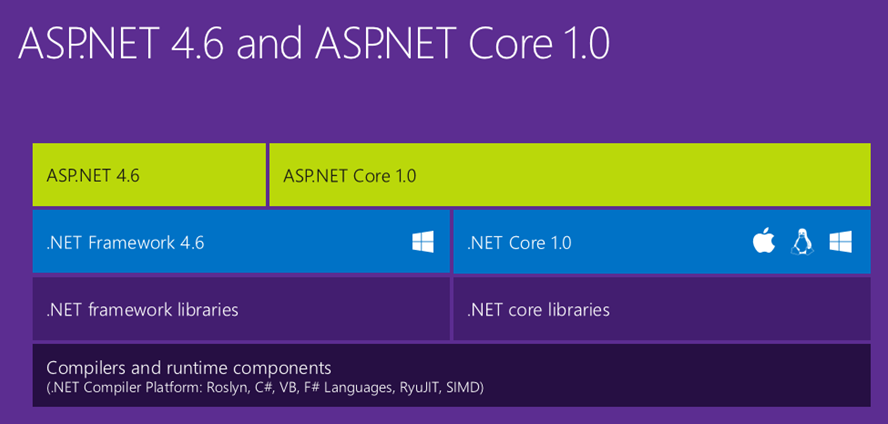 ASP.NET 4.6 and ASP.NET Core 1.0
ASP.NET 4.6
ASP.NET Core 1.0
.NET Framework 4.6
.NET Core 1.0
.NET framework libraries
.NET core libraries
Compilers and runtime components
(.NET Compiler Platform: Roslyn, C#, VB, F# Languages, RyuJIT, SIMD)